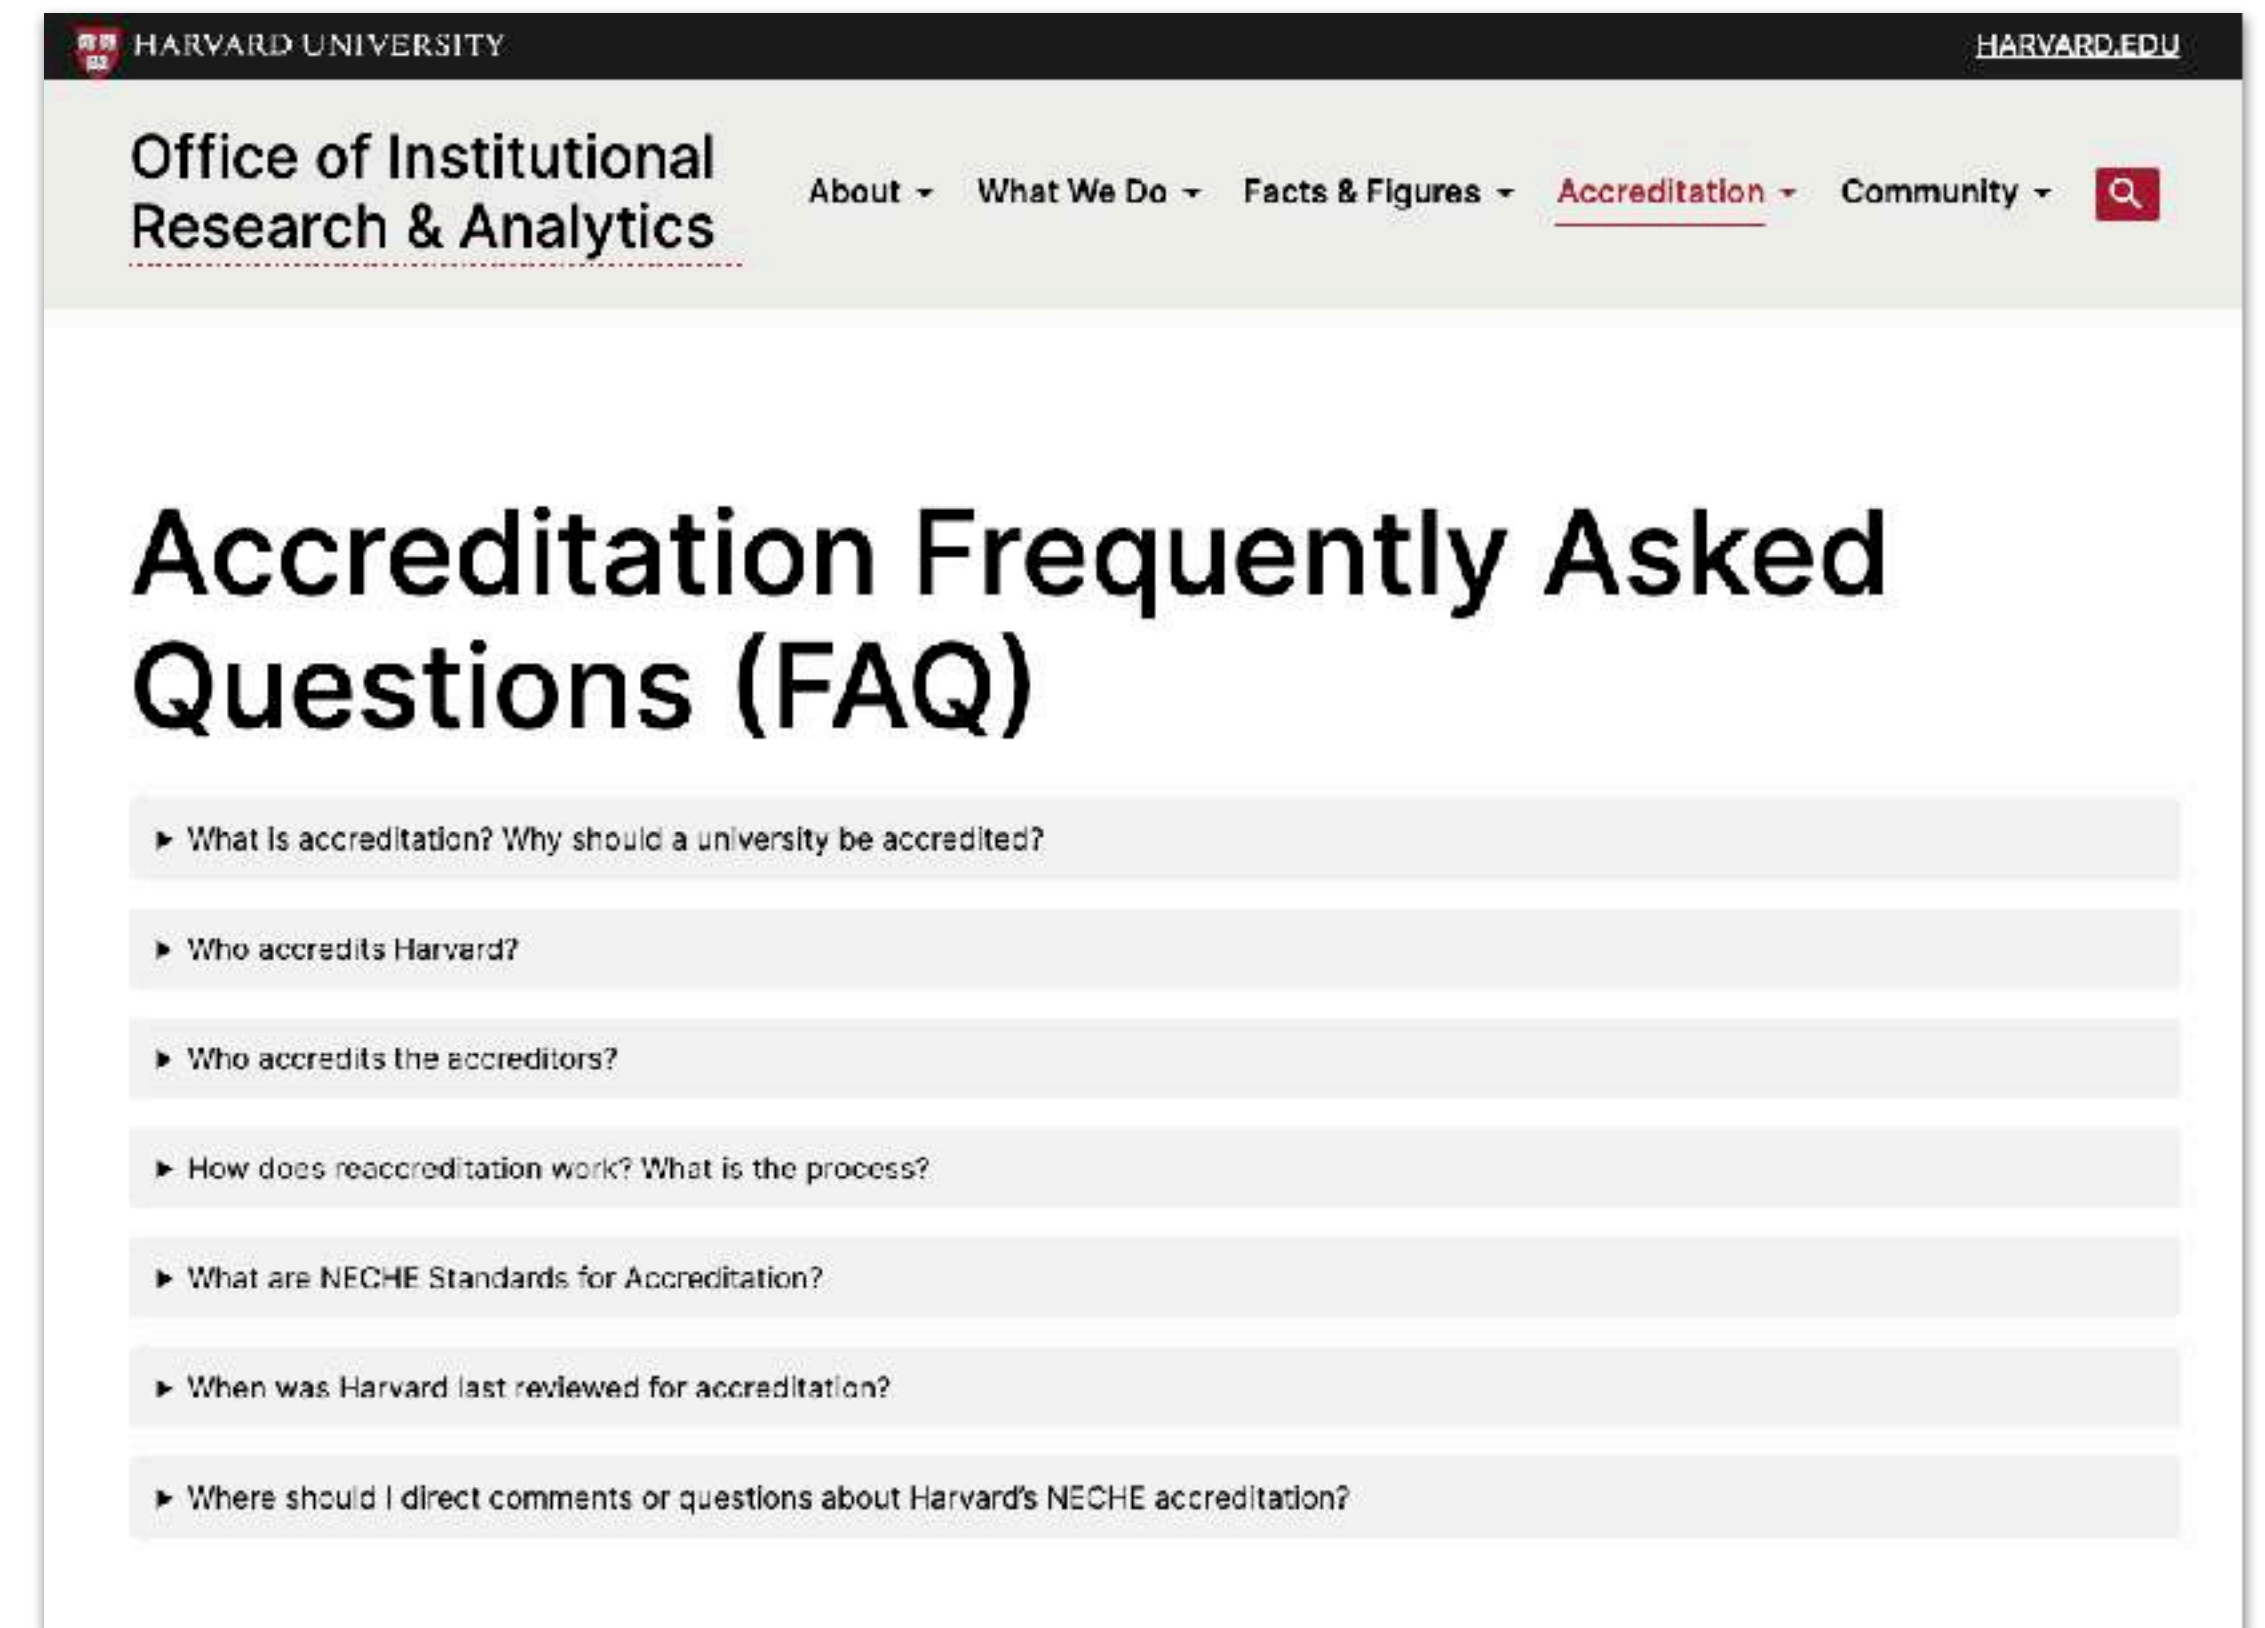 HARVARD UNIVERSITY
HARVARD.EDU
Office of Institutional
Research & Analytics
About
What We Do
Facts & Figures
Accreditation
Community
Accreditation Frequently Asked
Questions (FAQ)
What is accreditation? Why should a university be accredited?
Who accredits Harvard?
Who accredits the accreditors?
How does reaccreditation work? What is the process?
What are NECHE Standards for Accreditation?
When was Harvard last reviewed for accreditation?
Where should I direct comments or questions about Harvard's NECHE accreditation?